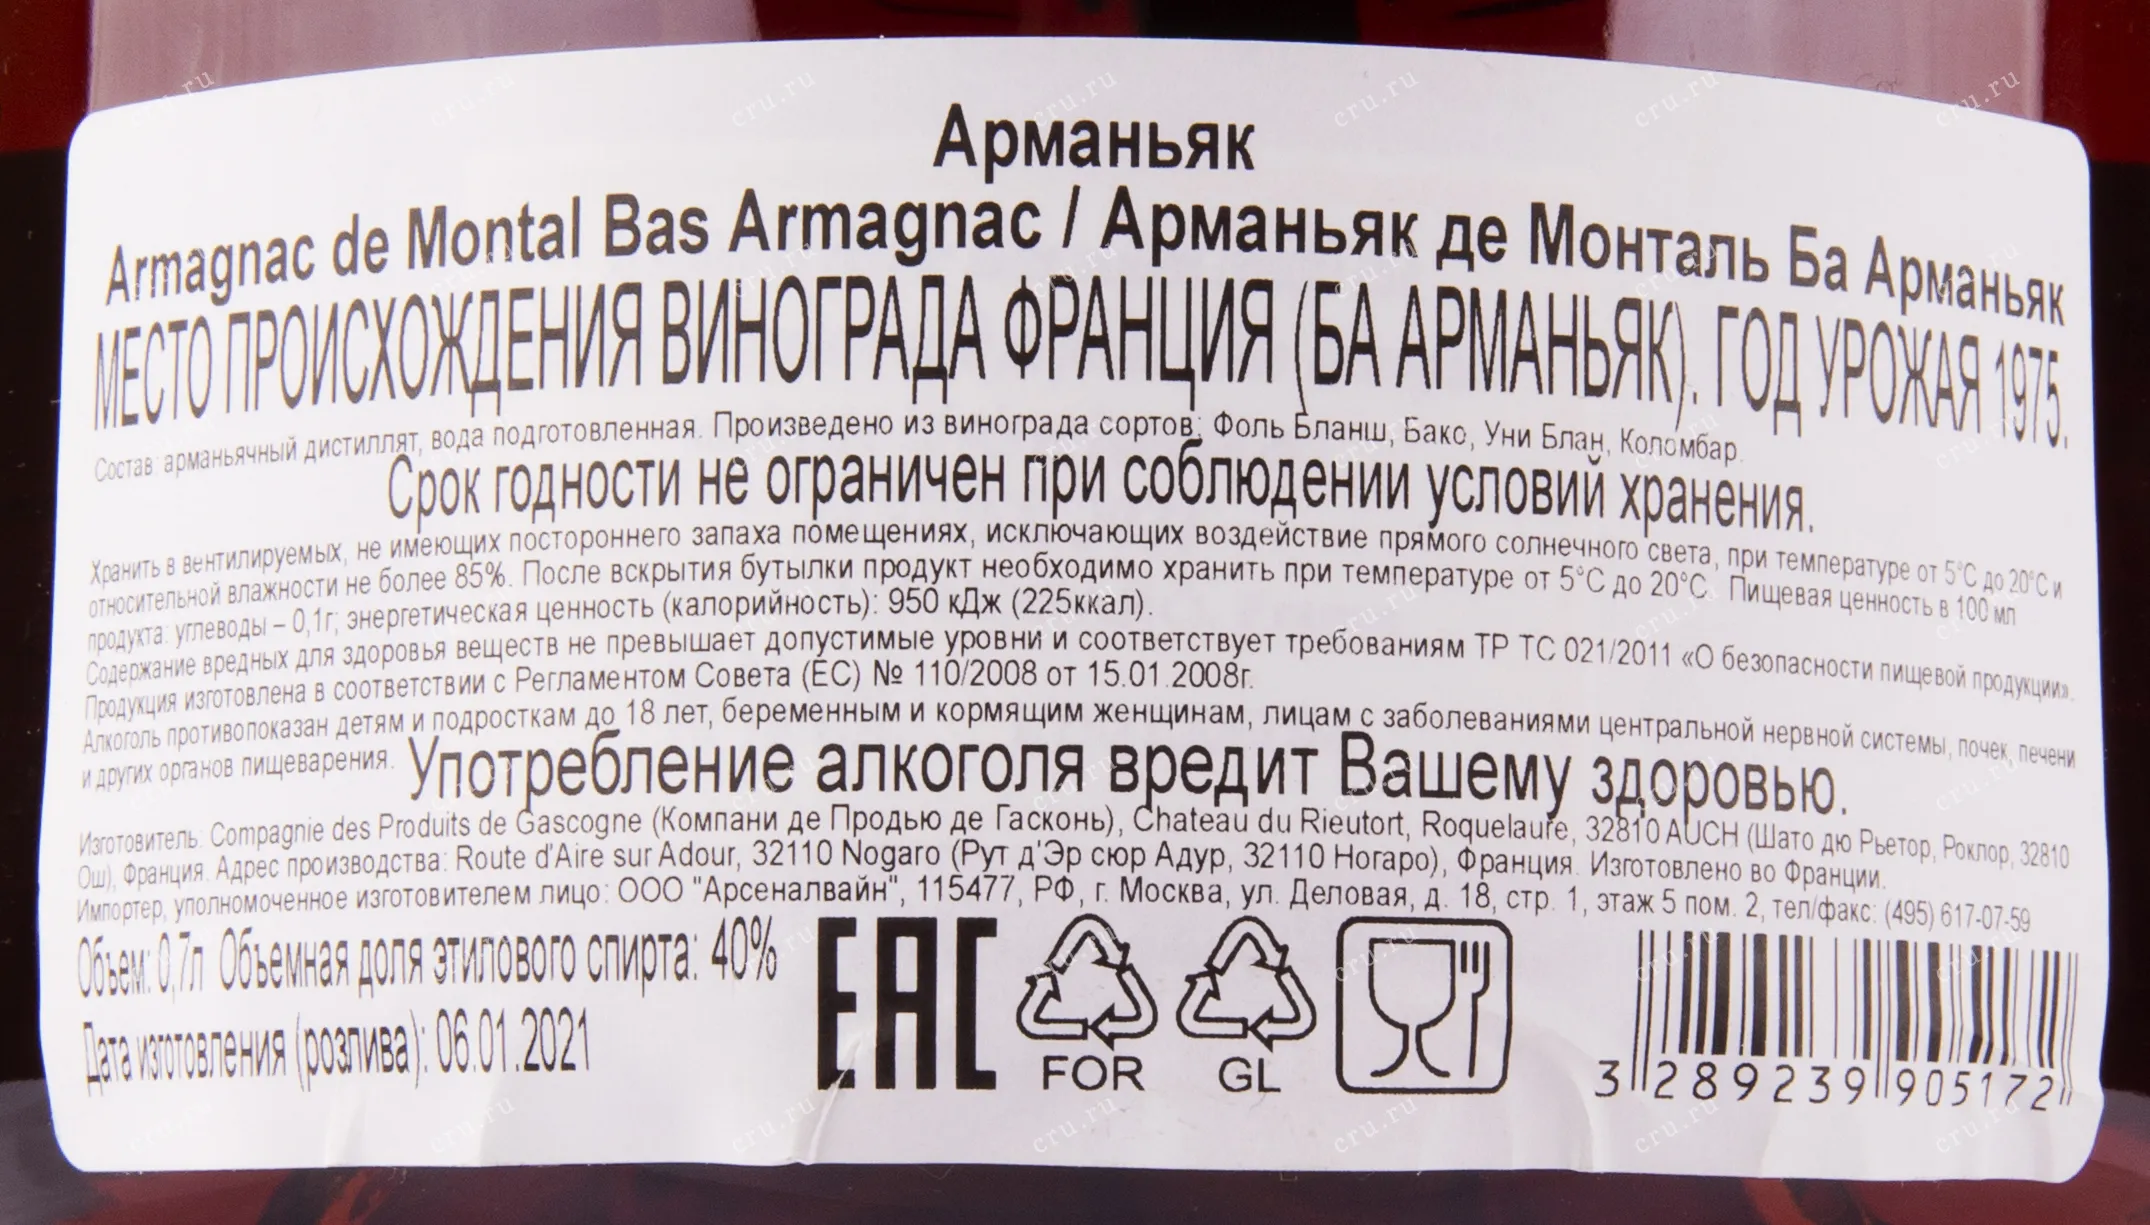 Арманьяк
Armagnac de Montal Bas Armagnac / Арманьяк де Монталь Ба Арманьяк
МЕСТО ПРОИСХОЖДЕНИЯ ВИНОГРАДА ФРАНЦИЯ (БА АРМАНЬЯК). ГОД УРОЖАЯ 1975.
Состав: арманьячный дистиллят, вода подготовленная. Произведено из винограда сортов: Фоль Бланш, Бако, Уни Блан, Коломбар.
Срок годности не ограничен при соблюдении условий хранения.
Хранить в вентилируемых, не имеющих постороннего запаха помещениях, исключающих воздействие прямого солнечного света, при температуре от 5°С до 20°С и
относительной влажности не более 85%. После вскрытия бутылки продукт необходимо хранить при температуре от 5°С до 20°С. Пищевая ценность в 100 мл
продукта: углеводы – 0,1г; энергетическая ценность (калорийность): 950 кДж (225ккал).
Содержание вредных для здоровья веществ не превышает допустимые уровни и соответствует требованиям ТР ТС 021/2011 «О безопасности пищевой продукции».
Продукция изготовлена в соответствии с Регламентом Совета (ЕС) № 110/2008 от 15.01.2008г.
Алкоголь противопоказан детям и подросткам до 18 лет, беременным и кормящим женщинам, лицам с заболеваниями центральной нервной системы, почек, печени
и других органов пищеварения. Употребление алкоголя вредит Вашему здоровью.
Изготовитель: Compagnie des Produits de Gascogne (Компани де Продью де Гасконь), Chateau du Rieutort, Roquelaure, 32810 AUCH (Шато дю Рьетор, Роклор, 32810
Ош), Франция. Адрес производства: Route d'Aire sur Adour, 32110 Nogaro (Рут д'Эр сюр Адур, 32110 Ногаро), Франция. Изготовлено во Франции.
Импортер, уполномоченное изготовителем лицо: ООО "Арсеналвайн", 115477, РФ, г. Москва, ул. Деловая, д. 18, стр. 1, этаж 5 пом. 2, тел/факс: (495) 617-07-59
Объем: 0,7л Объемная доля этилового спирта: 40%
Дата изготовления (розлива): 06.01.2021
EAC
FOR
GL
3 289239 905172
cru.ru